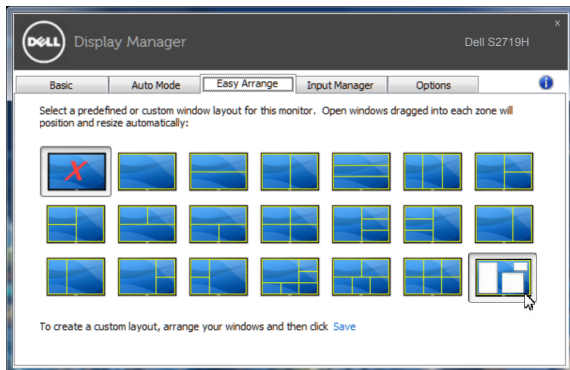 x
DELL Display Manager Dell S2719H
Basic Auto Mode Easy Arrange Input Manager Options i
Select a predefined or custom window layout for this monitor. Open windows dragged into each zone will
position and resize automatically:
X
To create a custom layout, arrange your windows and then click Save